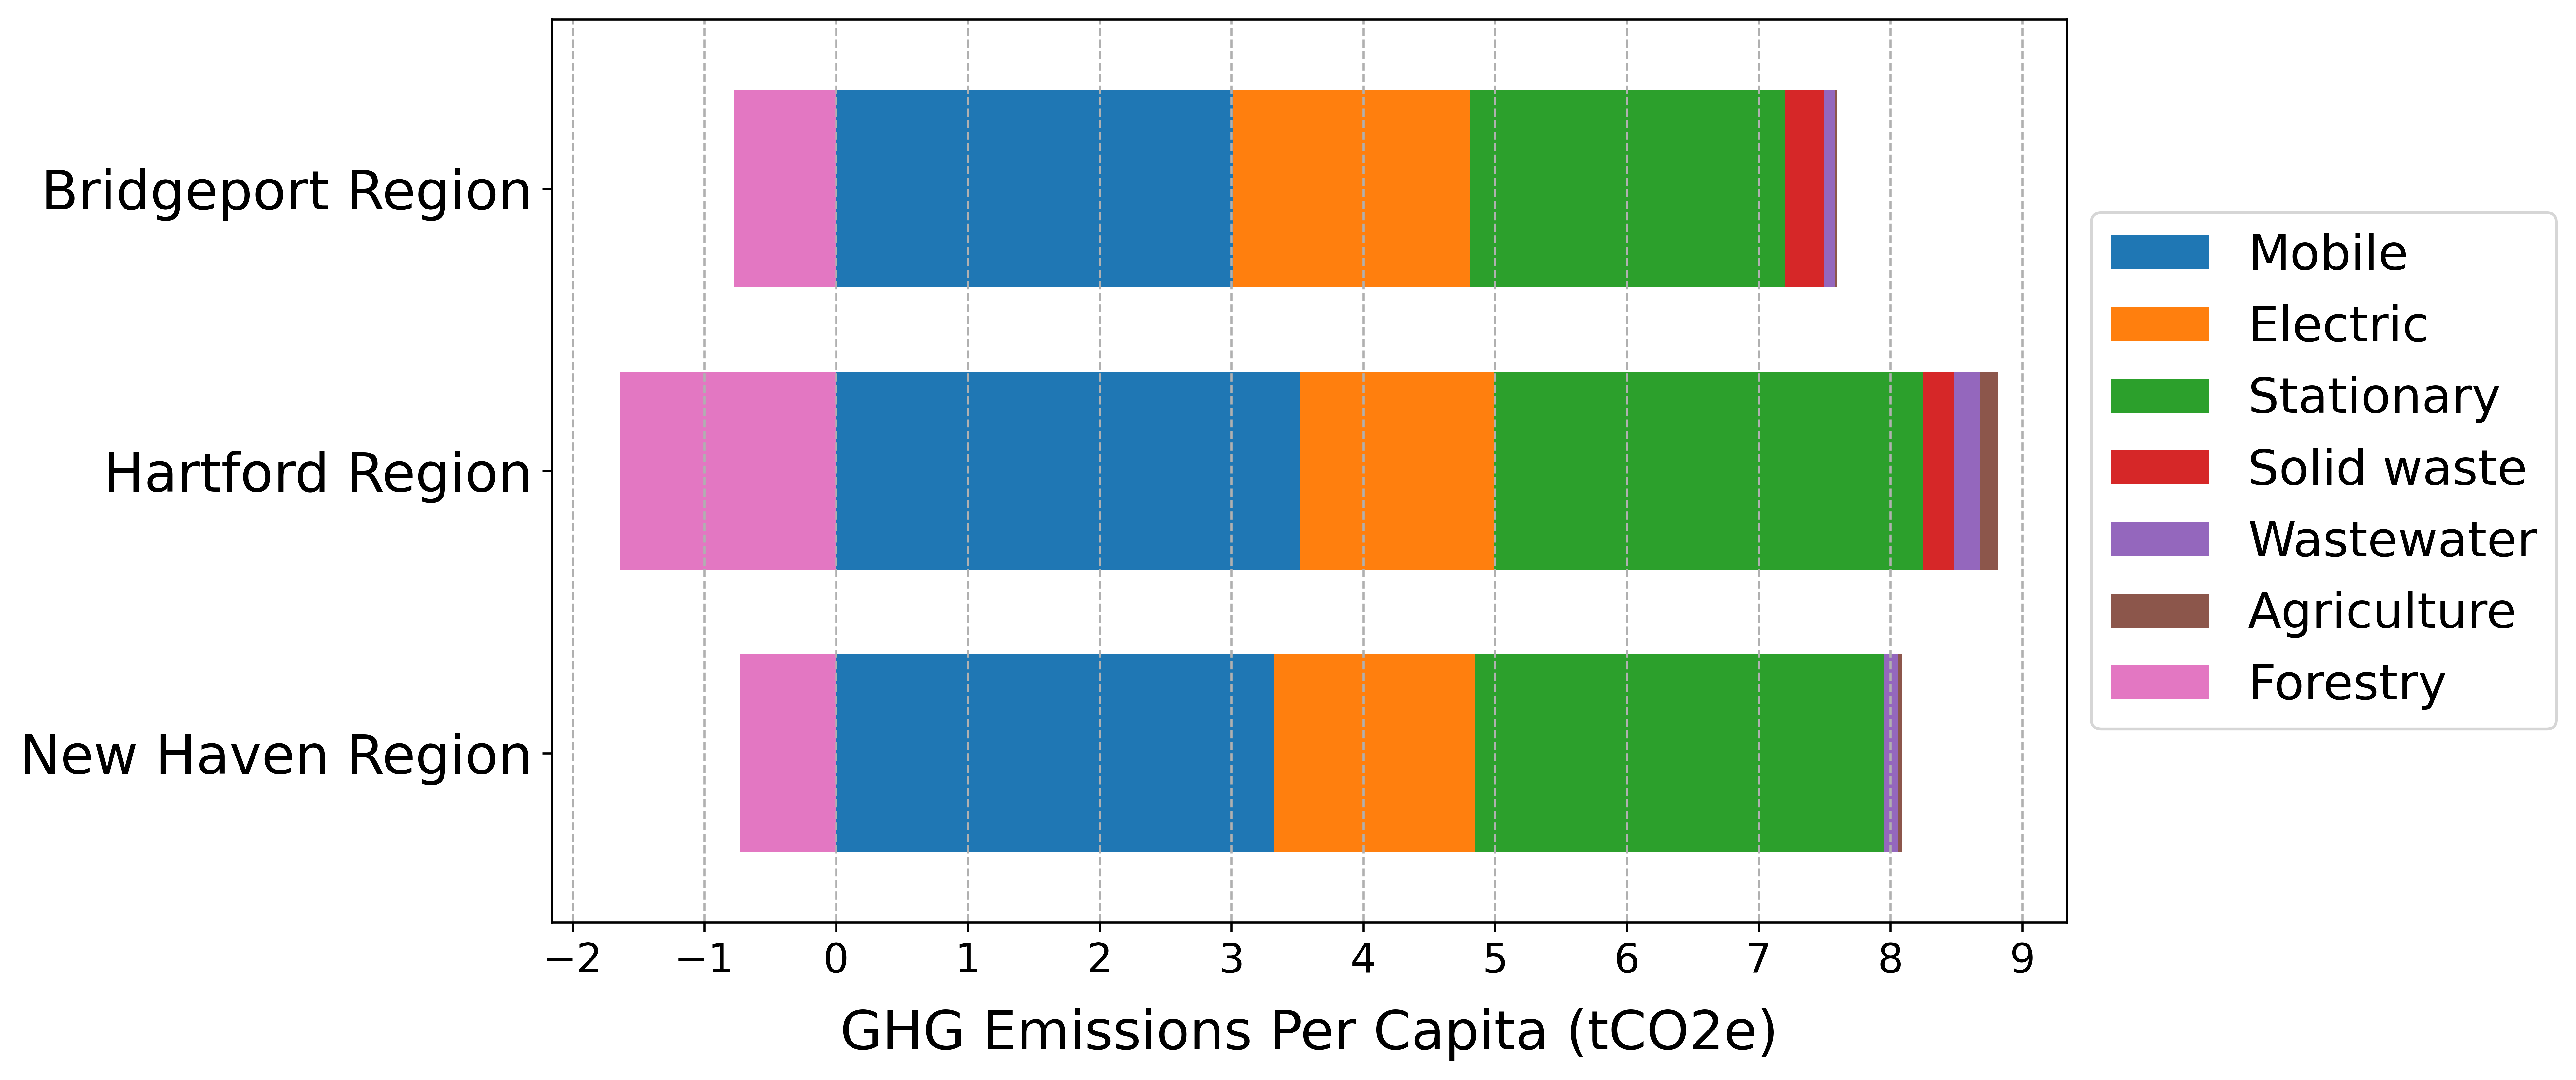 Bridgeport Region
Hartford Region
New Haven Region
−2 −1 0 1 2 3 4 5 6 7 8 9
GHG Emissions Per Capita (tCO2e)
Mobile
Electric
Stationary
Solid waste
Wastewater
Agriculture
Forestry